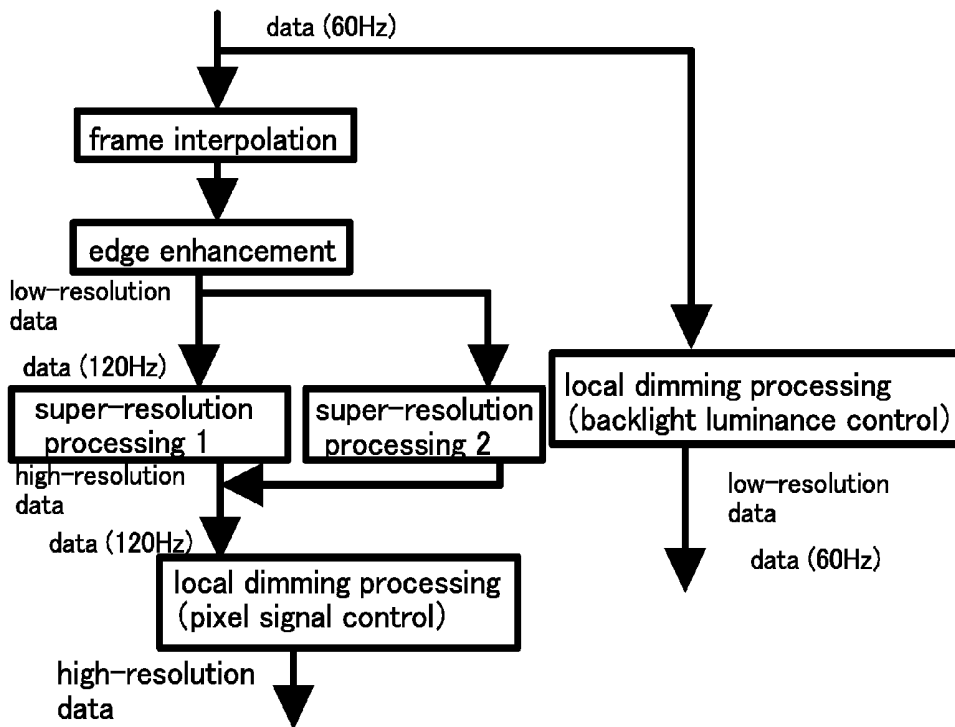 data (60Hz)
frame interpolation
edge enhancement
low-resolution
data
data (120Hz)
super-resolution
processing 1
super-resolution
processing 2
local dimming processing
(backlight luminance control)
high-resolution
data
data (120Hz)
low-resolution
data
data (60Hz)
local dimming processing
(pixel signal control)
high-resolution
data